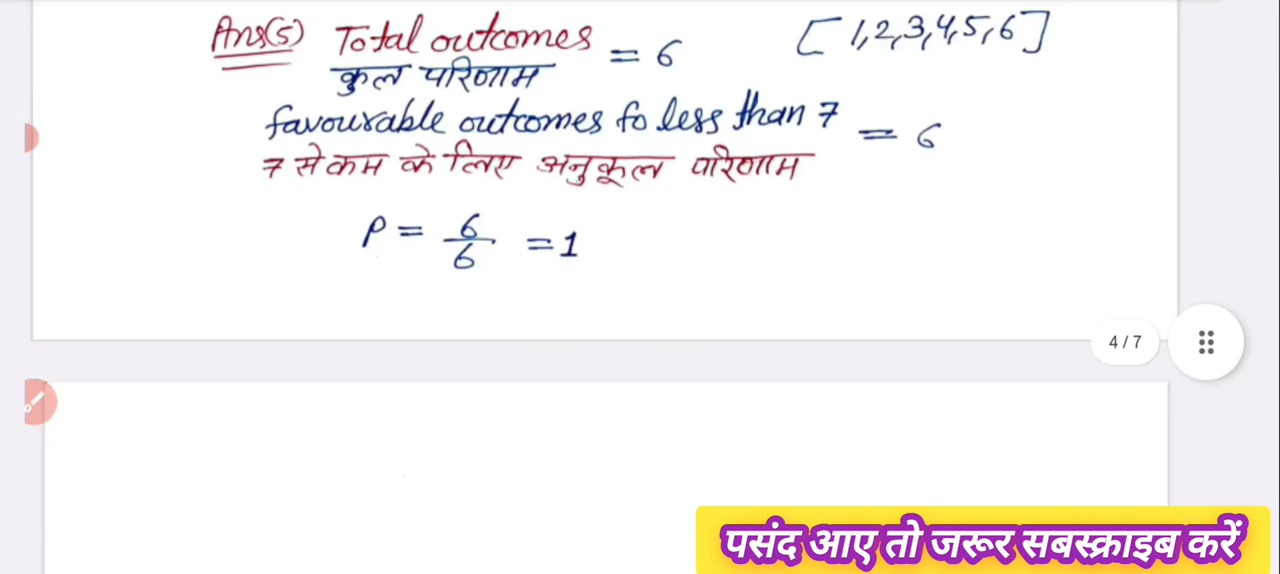 Ans(5) Total outcomes = 6 [1,2,3,4,5,6]
कुल परिणाम
favourable outcomes fo less than 7 = 6
7 से कम के लिए अनुकूल परिणाम
P = 6/6 = 1
4 / 7
पसंद आए तो जरूर सबस्क्राइब करें